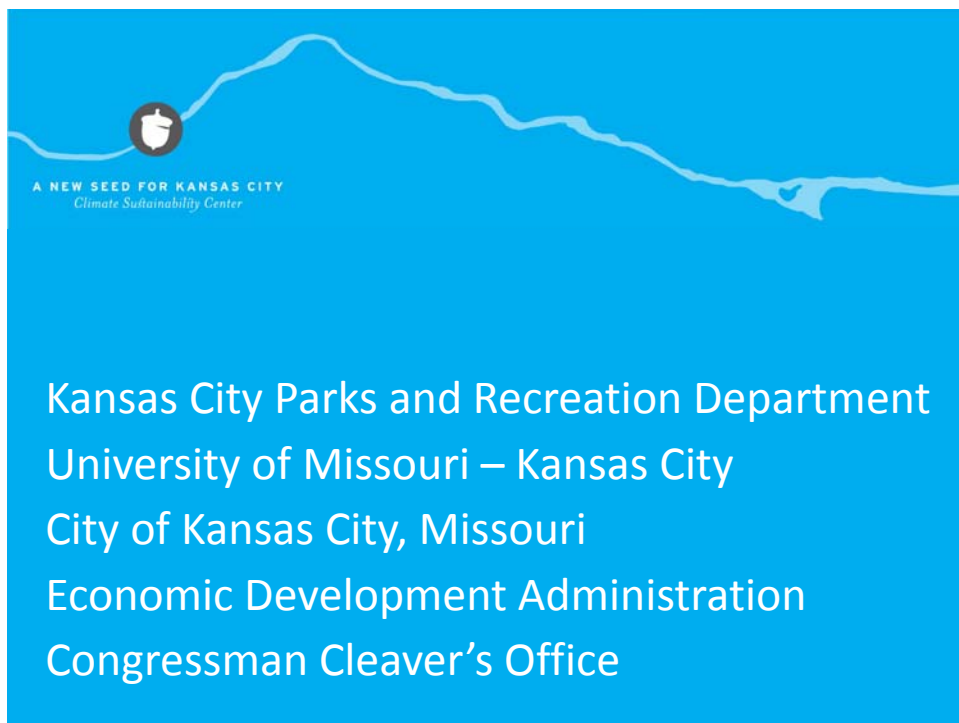 A NEW SEED FOR KANSAS CITY
Climate Sustainability Center
Kansas City Parks and Recreation Department
University of Missouri – Kansas City
City of Kansas City, Missouri
Economic Development Administration
Congressman Cleaver’s Office